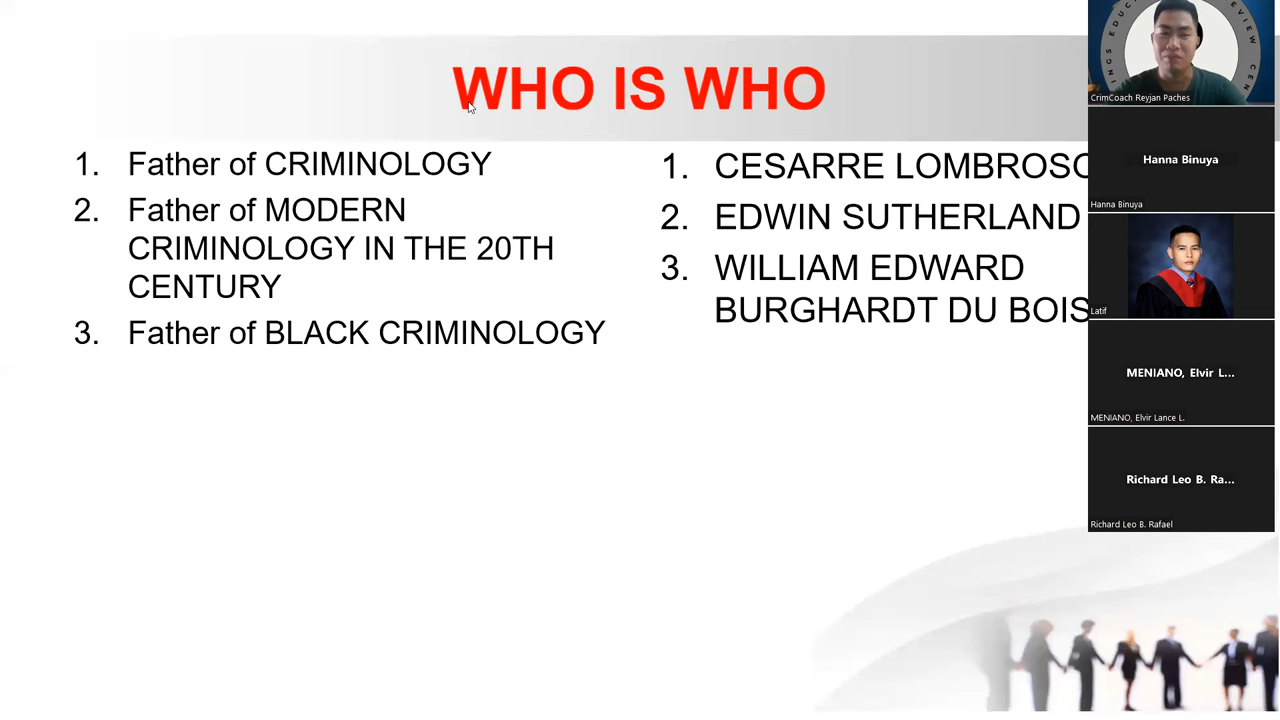 WHO IS WHO
1. Father of CRIMINOLOGY
2. Father of MODERN
CRIMINOLOGY IN THE 20TH
CENTURY
3. Father of BLACK CRIMINOLOGY
1. CESARRE LOMBROSO
2. EDWIN SUTHERLAND
3. WILLIAM EDWARD
BURGHARDT DU BOIS
CrimCoach Reyjan Paches
Hanna Binuya
Hanna Binuya
Latif
MENIANO, Elvir L...
MENIANO, Elvir Lance L.
Richard Leo B. Ra...
Richard Leo B. Rafael